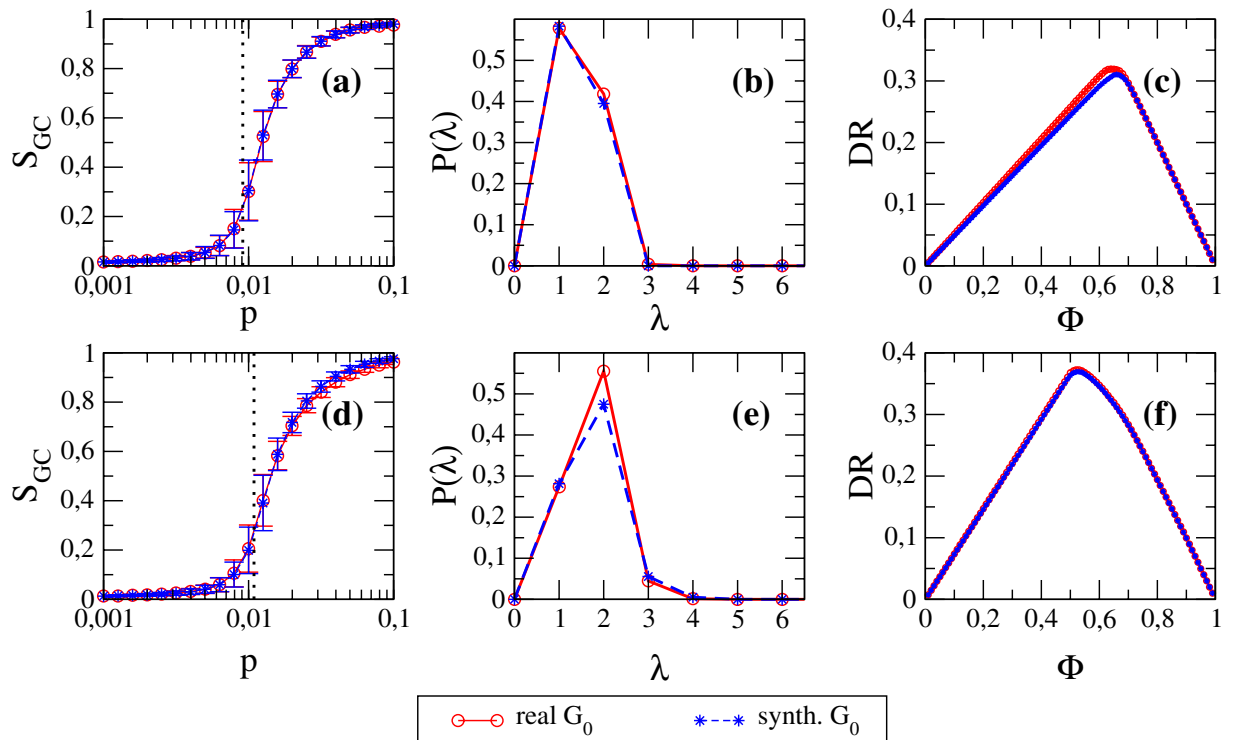 1
0,8
0,6
0,4
0,2
0
S_GC
(a)
0,001 0,01 0,1
p
0,5
0,4
0,3
0,2
0,1
0
P(λ)
(b)
0 1 2 3 4 5 6
λ
0,4
0,3
0,2
0,1
0
DR
(c)
0 0,2 0,4 0,6 0,8 1
Φ
1
0,8
0,6
0,4
0,2
0
S_GC
(d)
0,001 0,01 0,1
p
0,5
0,4
0,3
0,2
0,1
0
P(λ)
(e)
0 1 2 3 4 5 6
λ
0,4
0,3
0,2
0,1
0
DR
(f)
0 0,2 0,4 0,6 0,8 1
Φ
real G_0
synth. G_0